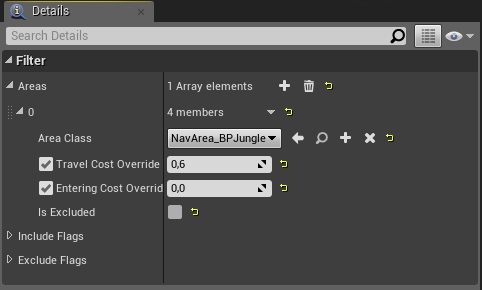 Details
Search Details
Filter
Areas 1 Array elements
0 4 members
Area Class NavArea_BPJungle
Travel Cost Override 0,6
Entering Cost Overrid 0,0
Is Excluded
Include Flags
Exclude Flags